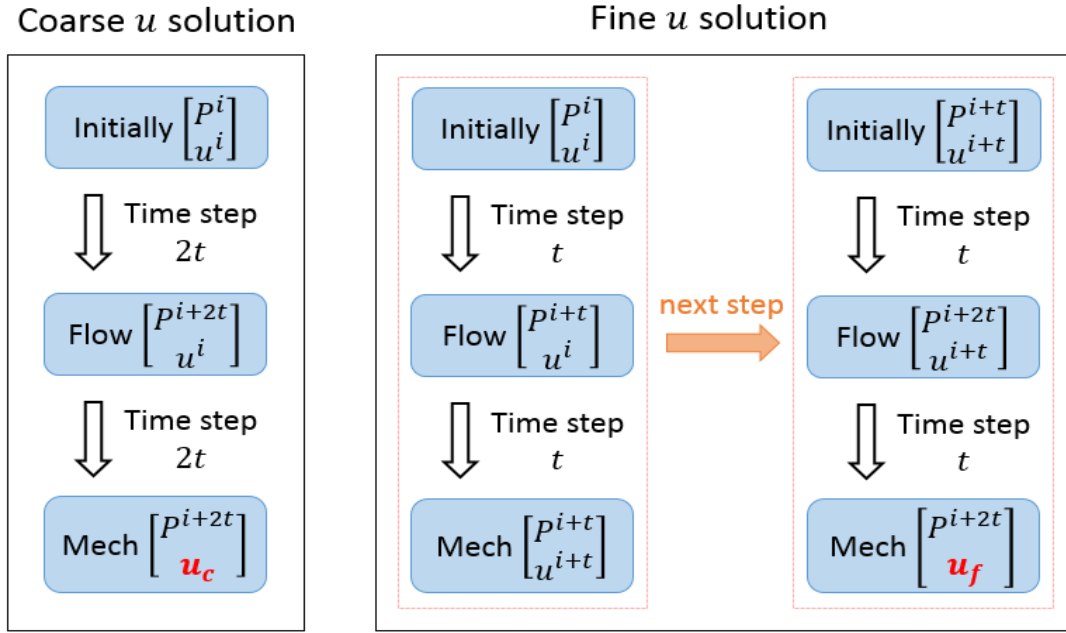 Coarse u solution
Initially [P^i u^i]
Time step
2t
Flow [P^{i+2t} u^i]
Time step
2t
Mech [P^{i+2t} u_c]
Fine u solution
Initially [P^i u^i]
Time step
t
Flow [P^{i+t} u^i]
Time step
t
Mech [P^{i+t} u^{i+t}]
next step
Initially [P^{i+t} u^{i+t}]
Time step
t
Flow [P^{i+2t} u^{i+t}]
Time step
t
Mech [P^{i+2t} u_f]